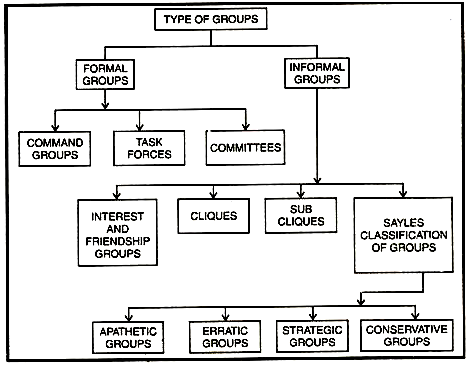 TYPE OF GROUPS
FORMAL
GROUPS
INFORMAL
GROUPS
COMMAND
GROUPS
TASK
FORCES
COMMITTEES
INTEREST
AND
FRIENDSHIP
GROUPS
CLIQUES
SUB
CLIQUES
SAYLES
CLASSIFICATION
OF GROUPS
APATHETIC
GROUPS
ERRATIC
GROUPS
STRATEGIC
GROUPS
CONSERVATIVE
GROUPS